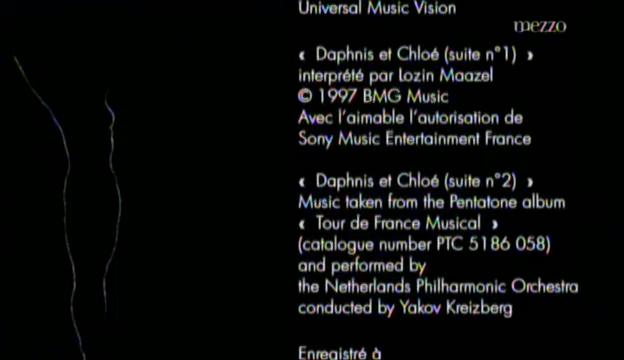 Universal Music Vision
mezzo
‹ Daphnis et Chloé (suite n°1) ›
interprété par Lozin Maazel
© 1997 BMG Music
Avec l'aimable l'autorisation de
Sony Music Entertainment France
‹ Daphnis et Chloé (suite n°2) ›
Music taken from the Pentatone album
‹ Tour de France Musical ›
(catalogue number PTC 5186 058)
and performed by
the Netherlands Philharmonic Orchestra
conducted by Yakov Kreizberg
Enregistré à